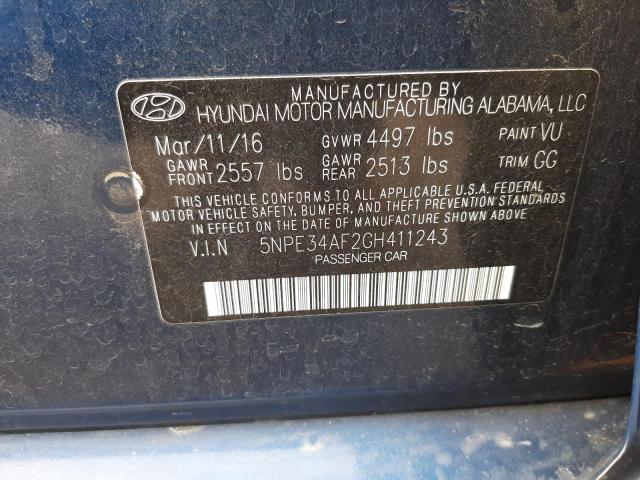 MANUFACTURED BY
HYUNDAI MOTOR MANUFACTURING ALABAMA, LLC
Mar/11/16 GVWR 4497 lbs PAINT VU
GAWR FRONT 2557 lbs GAWR REAR 2513 lbs TRIM GG
THIS VEHICLE CONFORMS TO ALL APPLICABLE U.S.A. FEDERAL
MOTOR VEHICLE SAFETY, BUMPER, AND THEFT PREVENTION STANDARDS
IN EFFECT ON THE DATE OF MANUFACTURE SHOWN ABOVE
V.I.N 5NPE34AF2GH411243
PASSENGER CAR